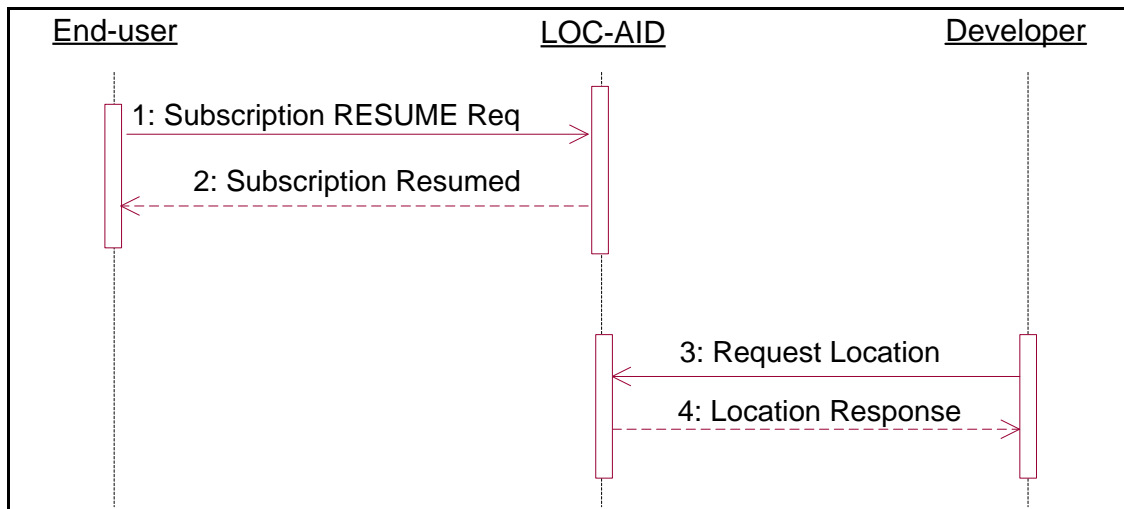 End-user
LOC-AID
Developer
1: Subscription RESUME Req
2: Subscription Resumed
3: Request Location
4: Location Response